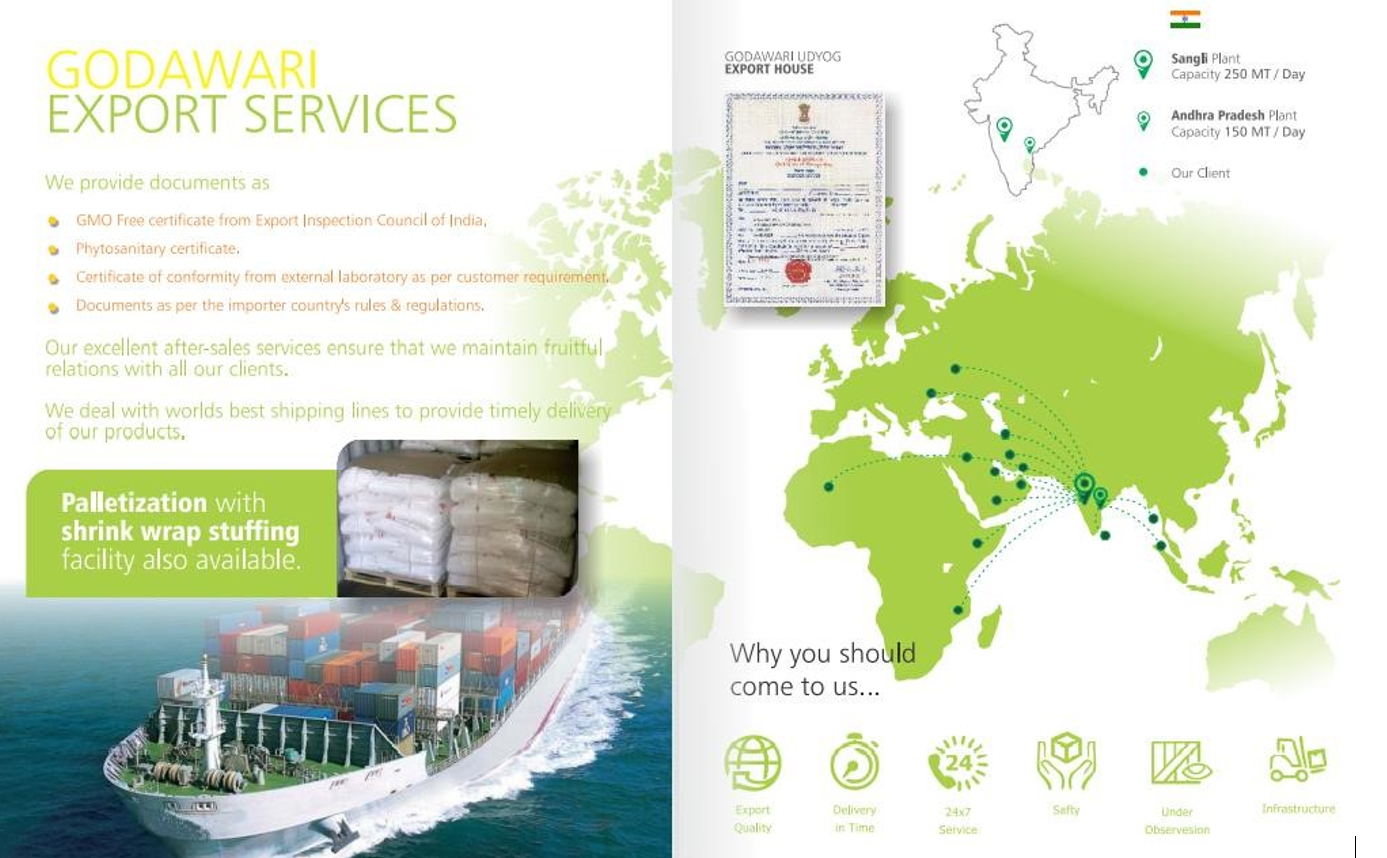 GODAWARI
EXPORT SERVICES
We provide documents as
GMO Free certificate from Export Inspection Council of India,
Phytosanitary certificate.
Certificate of conformity from external laboratory as per customer requirement.
Documents as per the importer country's rules & regulations.
Our excellent after-sales services ensure that we maintain fruitful
relations with all our clients.
We deal with worlds best shipping lines to provide timely delivery
of our products.
Palletization with
shrink wrap stuffing
facility also available.
GODAWARI UDYOG
EXPORT HOUSE
Sangli Plant
Capacity 250 MT / Day
Andhra Pradesh Plant
Capacity 150 MT / Day
Our Client
Why you should
come to us...
24
Export
Quality
Delivery
in Time
24x7
Service
Safty
Under
Observesion
Infrastructure